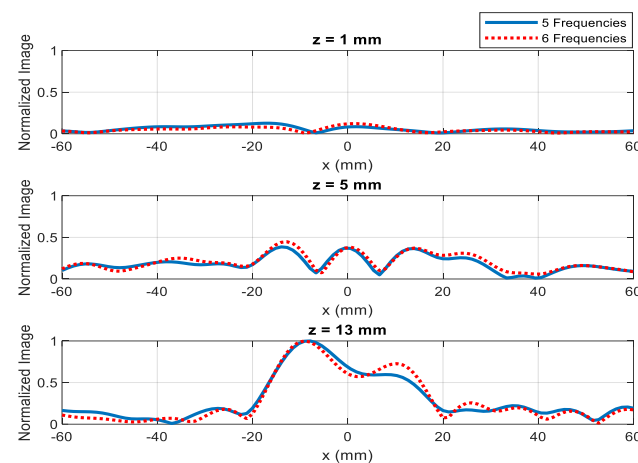 5 Frequencies
6 Frequencies
z = 1 mm
Normalized Image
1
0.5
0
-60 -40 -20 0 20 40 60
x (mm)
z = 5 mm
Normalized Image
1
0.5
0
-60 -40 -20 0 20 40 60
x (mm)
z = 13 mm
Normalized Image
1
0.5
0
-60 -40 -20 0 20 40 60
x (mm)